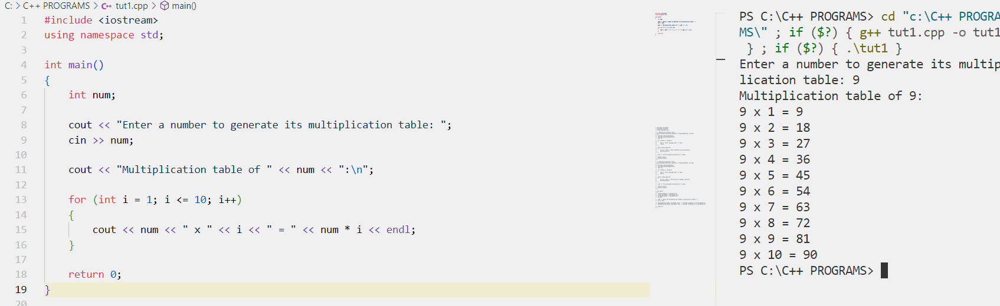 C: > C++ PROGRAMS > tut1.cpp > main()
1 #include <iostream>
2 using namespace std;
3
4 int main()
5 {
6 int num;
7
8 cout << "Enter a number to generate its multiplication table: ";
9 cin >> num;
10
11 cout << "Multiplication table of " << num << ":\n";
12
13 for (int i = 1; i <= 10; i++)
14 {
15 cout << num << " x " << i << " = " << num * i << endl;
16 }
17
18 return 0;
19 }
20
PS C:\C++ PROGRAMS> cd "c:\C++ PROGRA
MS\" ; if ($?) { g++ tut1.cpp -o tut1
} ; if ($?) { .\tut1 }
Enter a number to generate its multip
lication table: 9
Multiplication table of 9:
9 x 1 = 9
9 x 2 = 18
9 x 3 = 27
9 x 4 = 36
9 x 5 = 45
9 x 6 = 54
9 x 7 = 63
9 x 8 = 72
9 x 9 = 81
9 x 10 = 90
PS C:\C++ PROGRAMS>